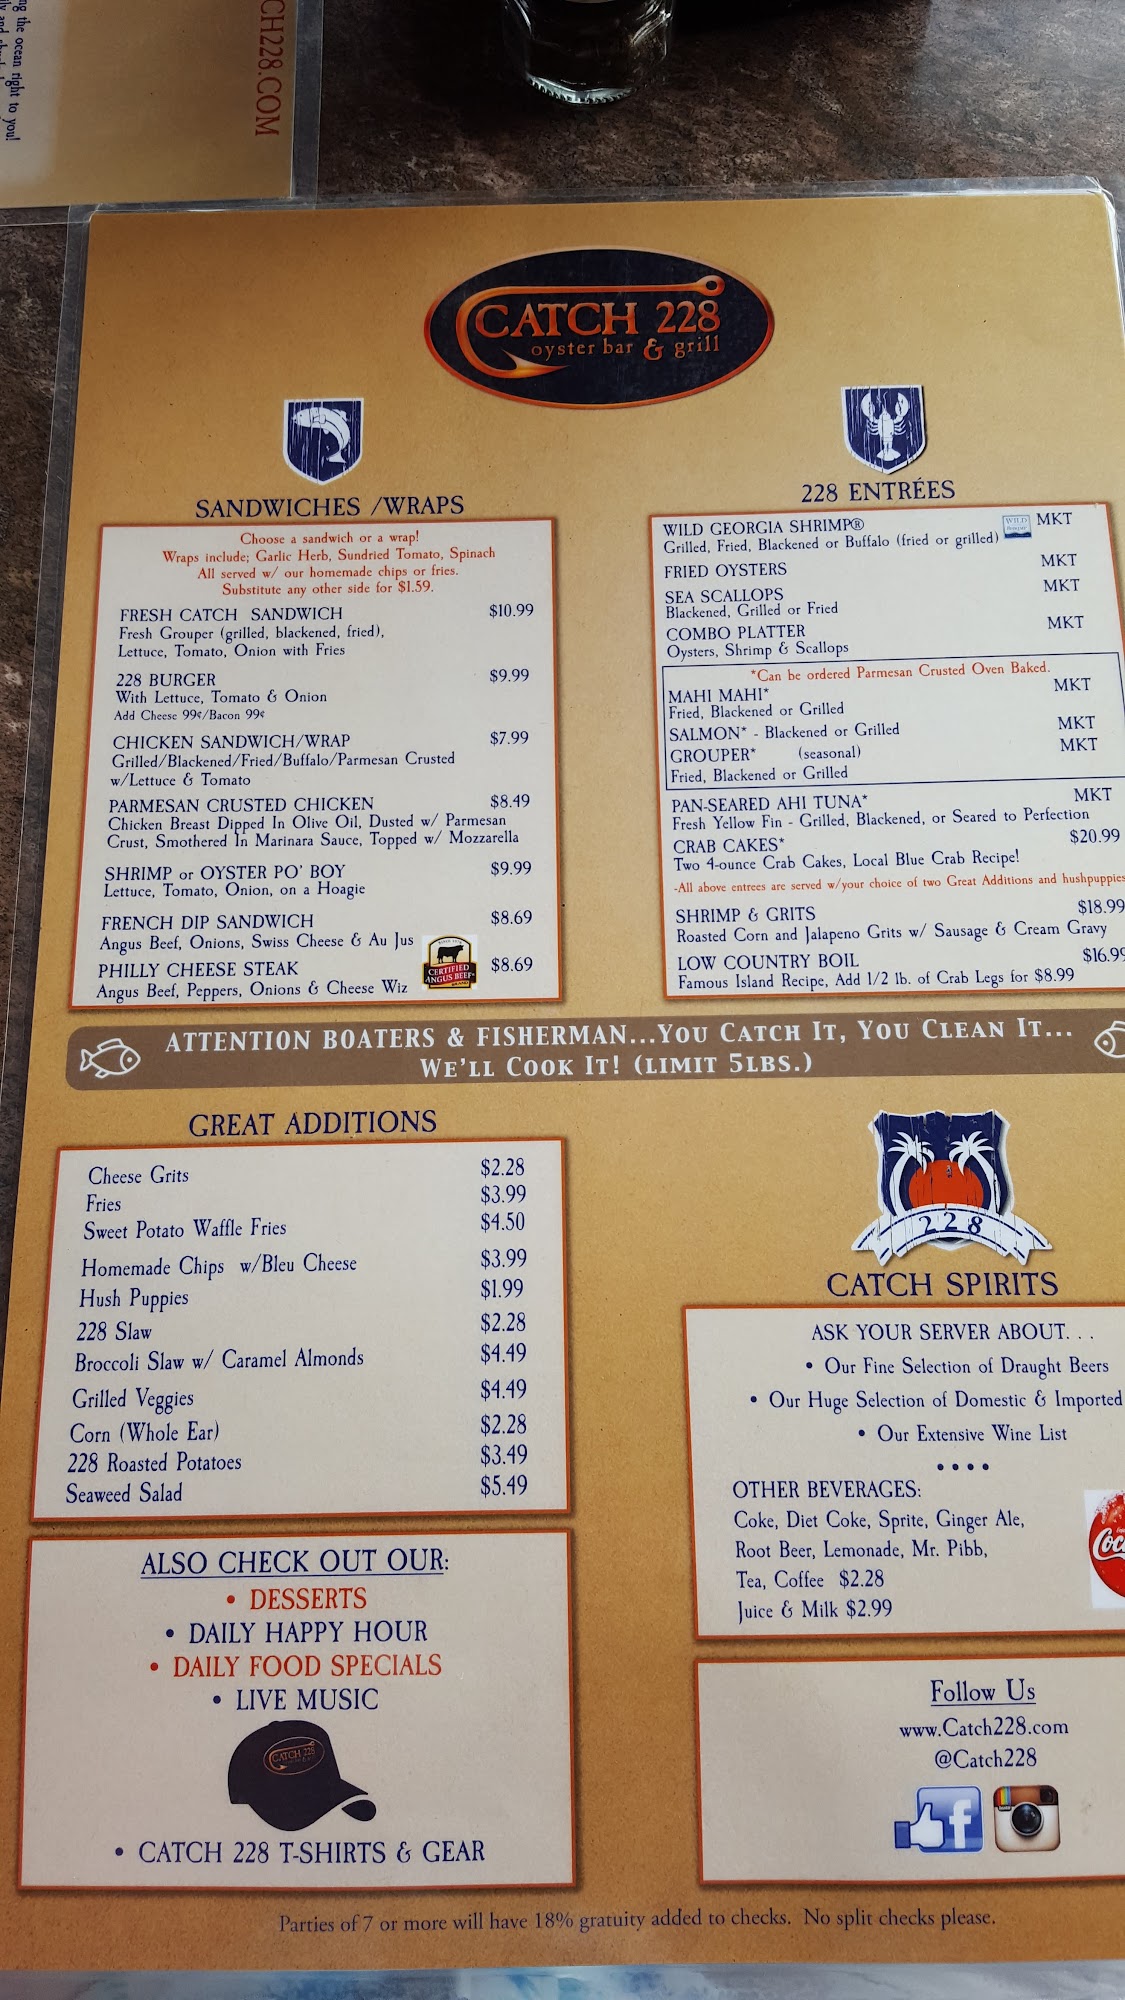 CH228.COM
ng the ocean right to you!
CATCH 228
oyster bar & grill
SANDWICHES /WRAPS
Choose a sandwich or a wrap!
Wraps include; Garlic Herb, Sundried Tomato, Spinach
All served w/ our homemade chips or fries.
Substitute any other side for $1.59.
FRESH CATCH SANDWICH $10.99
Fresh Grouper (grilled, blackened, fried),
Lettuce, Tomato, Onion with Fries
228 BURGER $9.99
With Lettuce, Tomato & Onion
Add Cheese 99¢/Bacon 99¢
CHICKEN SANDWICH/WRAP $7.99
Grilled/Blackened/Fried/Buffalo/Parmesan Crusted
w/Lettuce & Tomato
PARMESAN CRUSTED CHICKEN $8.49
Chicken Breast Dipped In Olive Oil, Dusted w/ Parmesan
Crust, Smothered In Marinara Sauce, Topped w/ Mozzarella
SHRIMP or OYSTER PO' BOY $9.99
Lettuce, Tomato, Onion, on a Hoagie
FRENCH DIP SANDWICH $8.69
Angus Beef, Onions, Swiss Cheese & Au Jus
PHILLY CHEESE STEAK $8.69
Angus Beef, Peppers, Onions & Cheese Wiz
CERTIFIED
ANGUS BEEF
228 ENTRÉES
WILD GEORGIA SHRIMP® WILD MKT
Grilled, Fried, Blackened or Buffalo (fried or grilled)
FRIED OYSTERS MKT
SEA SCALLOPS MKT
Blackened, Grilled or Fried
COMBO PLATTER MKT
Oysters, Shrimp & Scallops
*Can be ordered Parmesan Crusted Oven Baked.
MAHI MAHI* MKT
Fried, Blackened or Grilled
SALMON* - Blackened or Grilled MKT
GROUPER* (seasonal) MKT
Fried, Blackened or Grilled
PAN-SEARED AHI TUNA* MKT
Fresh Yellow Fin - Grilled, Blackened, or Seared to Perfection
CRAB CAKES* $20.99
Two 4-ounce Crab Cakes, Local Blue Crab Recipe!
-All above entrees are served w/your choice of two Great Additions and hushpuppies
SHRIMP & GRITS $18.99
Roasted Corn and Jalapeno Grits w/ Sausage & Cream Gravy
LOW COUNTRY BOIL $16.99
Famous Island Recipe, Add 1/2 lb. of Crab Legs for $8.99
ATTENTION BOATERS & FISHERMAN...YOU CATCH IT, YOU CLEAN IT...
WE'LL COOK IT! (LIMIT 5LBS.)
GREAT ADDITIONS
Cheese Grits $2.28
Fries $3.99
Sweet Potato Waffle Fries $4.50
Homemade Chips w/Bleu Cheese $3.99
Hush Puppies $1.99
228 Slaw $2.28
Broccoli Slaw w/ Caramel Almonds $4.49
Grilled Veggies $4.49
Corn (Whole Ear) $2.28
228 Roasted Potatoes $3.49
Seaweed Salad $5.49
ALSO CHECK OUT OUR:
• DESSERTS
• DAILY HAPPY HOUR
• DAILY FOOD SPECIALS
• LIVE MUSIC
CATCH 228
• CATCH 228 T-SHIRTS & GEAR
228
CATCH SPIRITS
ASK YOUR SERVER ABOUT. . .
• Our Fine Selection of Draught Beers
• Our Huge Selection of Domestic & Imported
• Our Extensive Wine List
• • • •
OTHER BEVERAGES:
Coke, Diet Coke, Sprite, Ginger Ale,
Root Beer, Lemonade, Mr. Pibb,
Tea, Coffee $2.28
Juice & Milk $2.99
Follow Us
www.Catch228.com
@Catch228
Parties of 7 or more will have 18% gratuity added to checks. No split checks please.